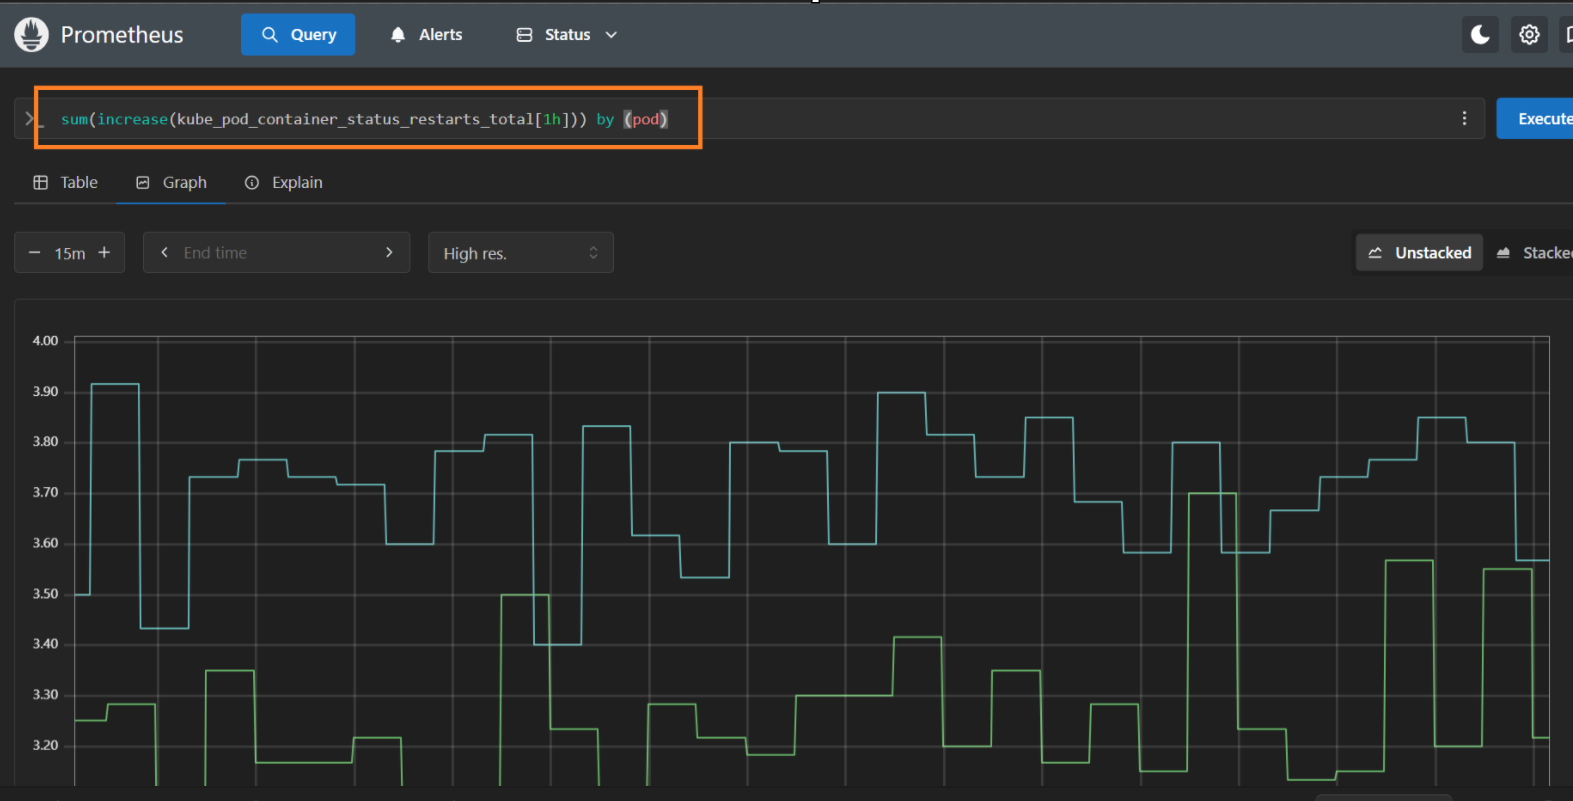 Prometheus Query Alerts Status
sum(increase(kube_pod_container_status_restarts_total[1h])) by (pod)
Execute
Table Graph Explain
− 15m + End time High res. Unstacked Stacked
4.00
3.90
3.80
3.70
3.60
3.50
3.40
3.30
3.20